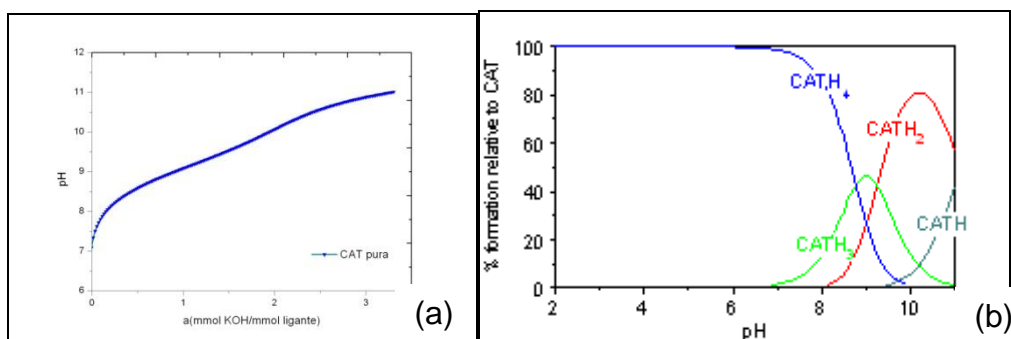 12
11
10
9
8
7
6
pH
0 1 2 3
a(mmol KOH/mmol ligante)
CAT pura
(a)
100
80
60
40
20
0
% formation relative to CAT
CATH₄
CATH₂
CATH₃
CATH
2 4 6 8 10
pH
(b)